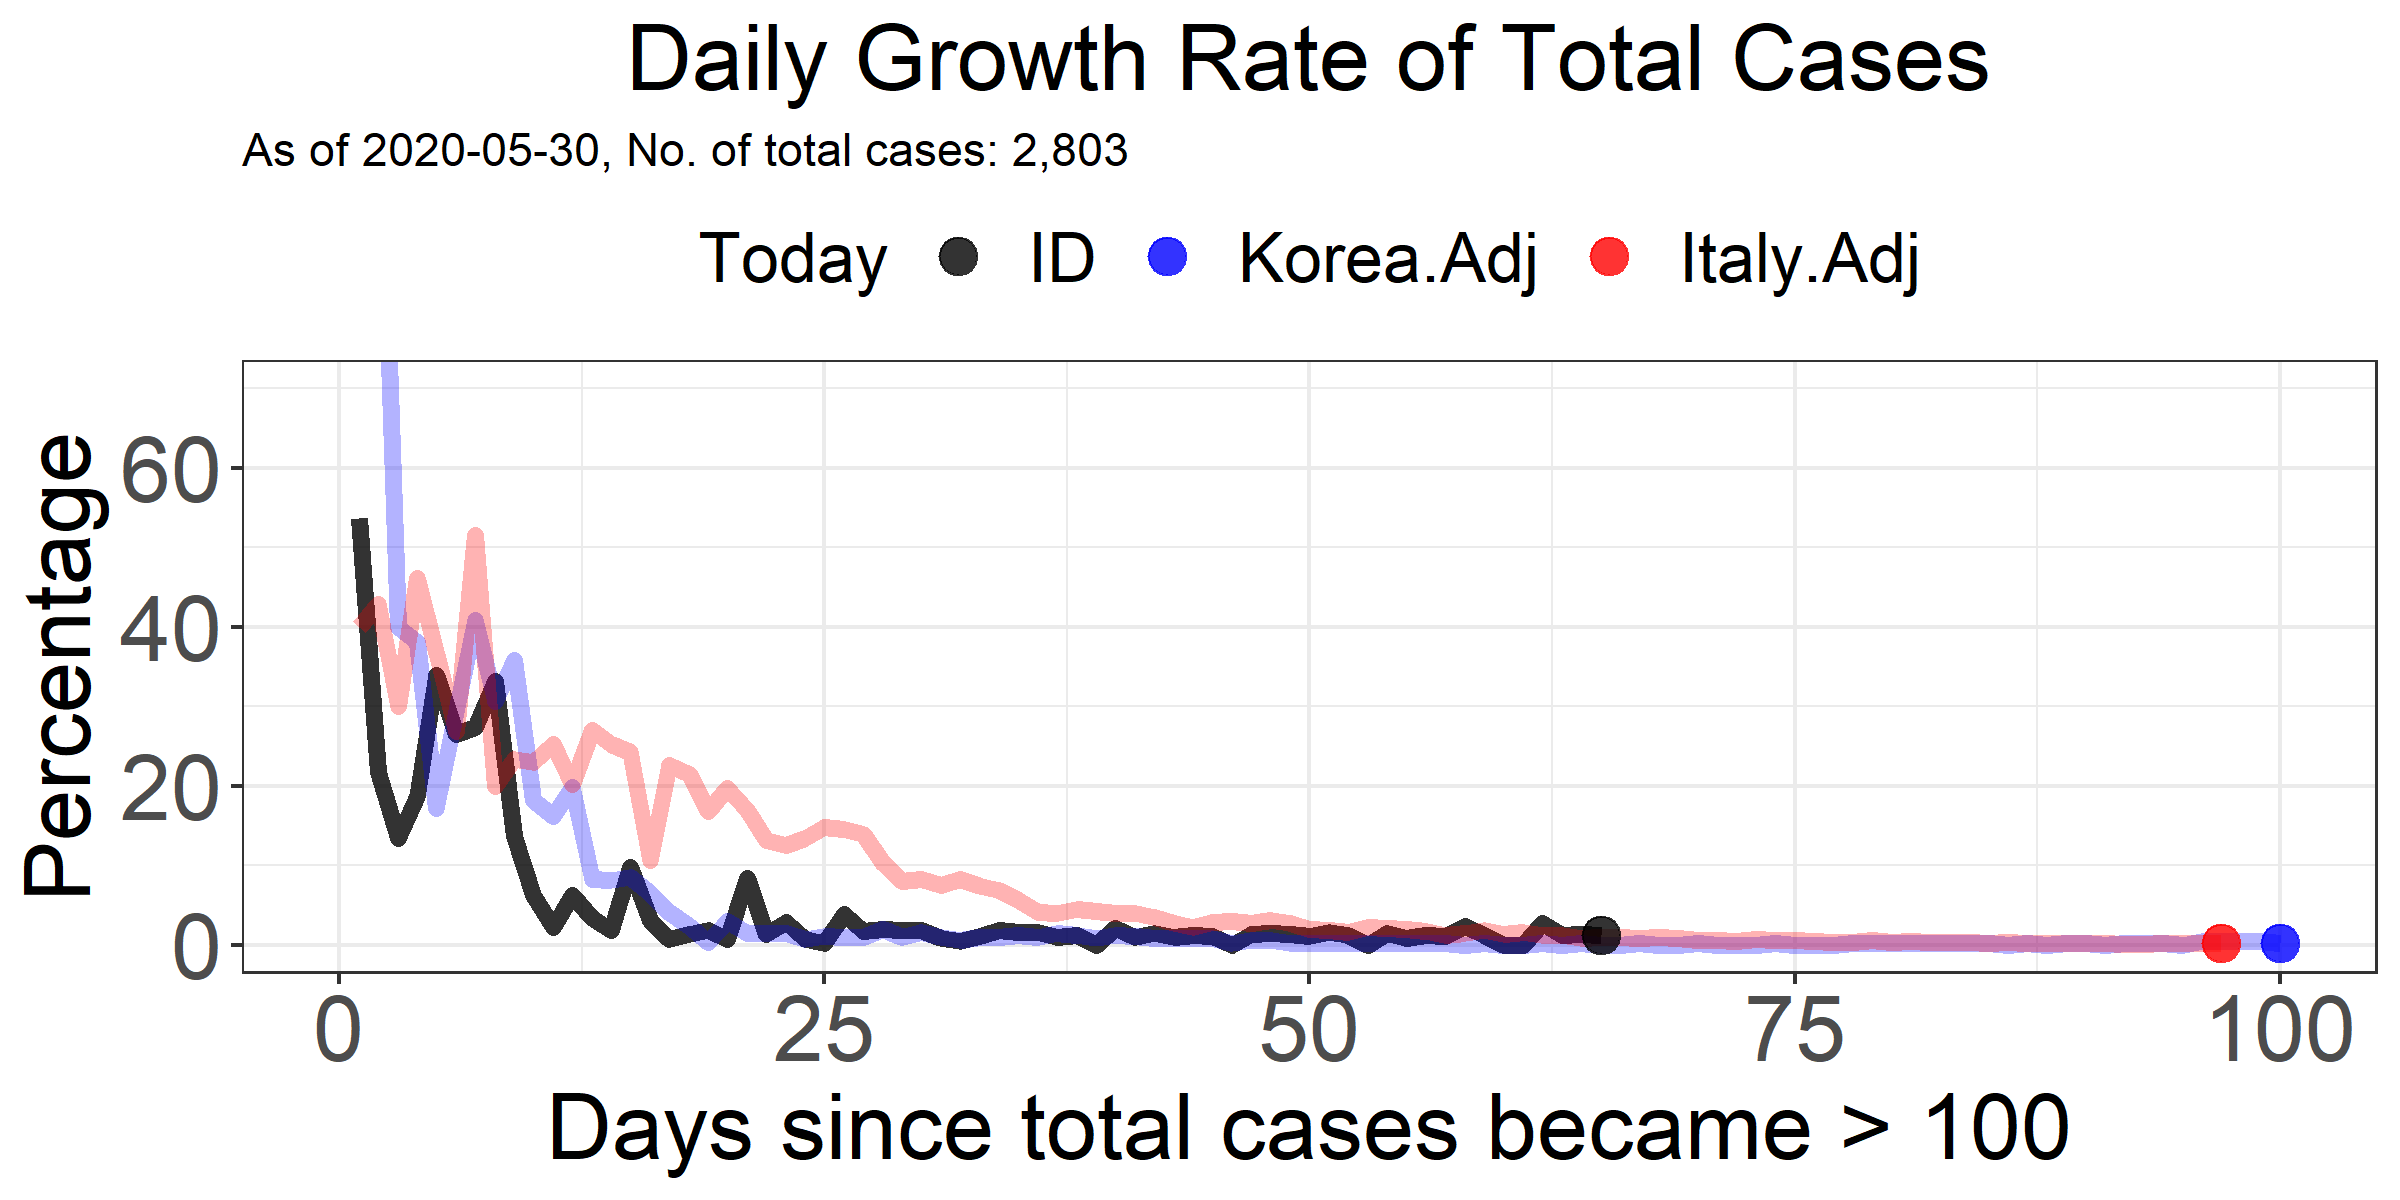 Daily Growth Rate of Total Cases
As of 2020-05-30, No. of total cases: 2,803
Today ID Korea.Adj Italy.Adj
Percentage
60
40
20
0
0 25 50 75 100
Days since total cases became > 100